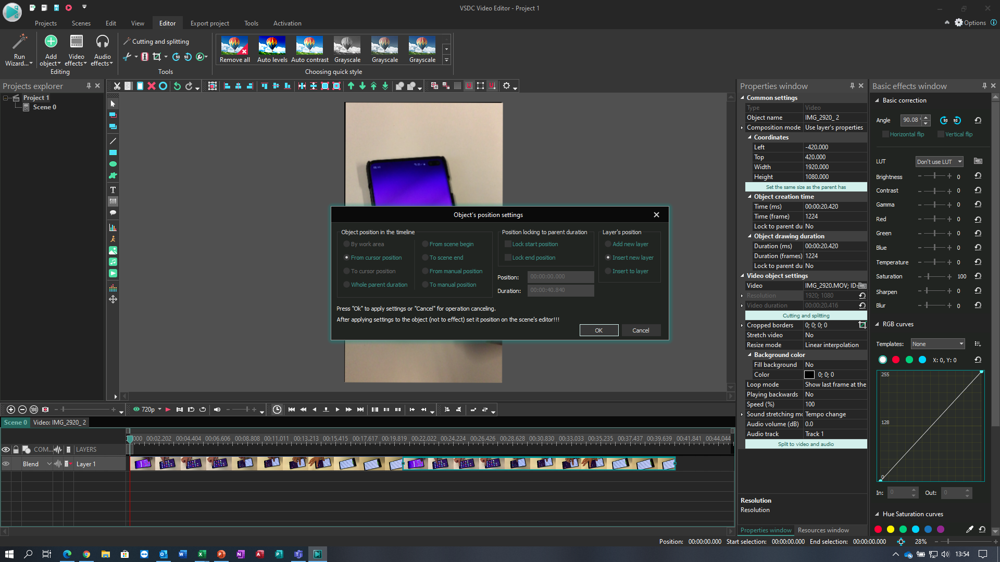 VSDC Video Editor - Project 1
Projects Scenes Edit View Editor Export project Tools Activation
Options
Run Wizard...
Add object
Video effects
Audio effects
Editing
Cutting and splitting
Tools
Remove all
Auto levels
Auto contrast
Grayscale
Grayscale
Grayscale
Choosing quick style
Projects explorer
Project 1
Scene 0
Object's position settings
Object position in the timeline
By work area
From cursor position
To cursor position
Whole parent duration
From scene begin
To scene end
From manual position
To manual position
Position locking to parent duration
Lock start position
Lock end position
Position: 00:00:00.000
Duration: 00:00:40.840
Layer's position
Add new layer
Insert new layer
Insert to layer
Press "Ok" to apply settings or "Cancel" for operation canceling.
After applying settings to the object (not to effect) set it position on the scene's editor!!!
OK
Cancel
Properties window
Common settings
Type Video
Object name IMG_2920_ 2
Composition mode Use layer's properties
Coordinates
Left -420.000
Top 420.000
Width 1920.000
Height 1080.000
Set the same size as the parent has
Object creation time
Time (ms) 00:00:20.420
Time (frame) 1224
Lock to parent du No
Object drawing duration
Duration (ms) 00:00:20.420
Duration (frames) 1224
Lock to parent du No
Video object settings
Video IMG_2920.MOV; ID=
Resolution 1920; 1080
Video duration 00:00:20.416
Cutting and splitting
Cropped borders 0; 0; 0; 0
Stretch video No
Resize mode Linear interpolation
Background color
Fill background No
Color 0; 0; 0
Loop mode Show last frame at the
Playing backwards No
Speed (%) 100
Sound stretching mo Tempo change
Audio volume (dB) 0.0
Audio track Track 1
Split to video and audio
Resolution
Resolution
Properties window Resources window
Basic effects window
Basic correction
Angle 90.08 °
90 90
Horizontal flip Vertical flip
LUT Don't use LUT
Brightness 0
Contrast 0
Gamma 0
Red 0
Green 0
Blue 0
Temperature 0
Saturation 100
Sharpen 0
Blur 0
RGB curves
Templates: None
X: 0, Y: 0
255
128
0
In: 0 Out: 0
Hue Saturation curves
720p
Scene 0 Video: IMG_2920_ 2
000 00:02.202 00:04.404 00:06.606 00:08.808 00:11.011 00:13.213 00:15.415 00:17.617 00:19.819 00:22.022 00:24.224 00:26.426 00:28.628 00:30.830 00:33.033 00:35.235 00:37.437 00:39.639 00:41.841 00:44.044
COM... LAYERS
Blend Layer 1
Position: 00:00:00.000 Start selection: 00:00:00.000 End selection: 00:00:00.000 28%
13:54